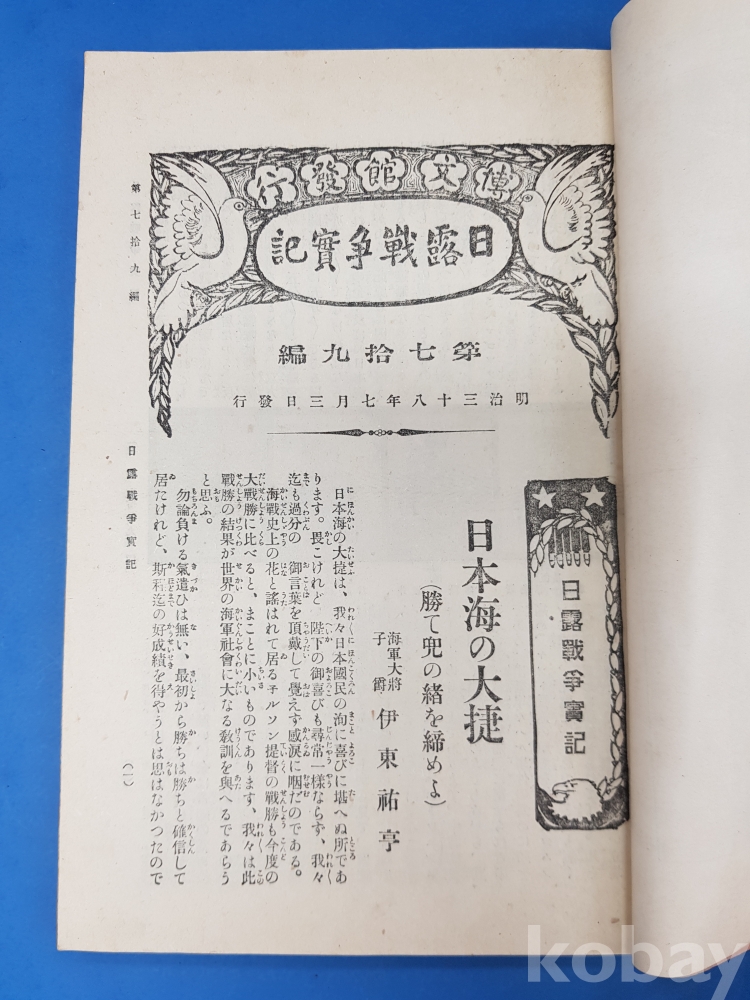 傳文館發行
日露戰爭實記
第七拾九編
明治三十八年七月三日發行
日露戰爭實記
日本海の大捷
(勝て兜の緒を締めよ)
海軍大將
子爵 伊東祐亨
日本海の大捷は、我々日本國民の洵に喜びに堪へぬ所であ
ります。畏こけれど 陛下の御喜びも尋常一樣ならず、我々
迄も過分の 御言葉を頂戴して覺えず感淚に咽だのである。
海戰史上の花と謠はれて居るネルソン提督の戰勝も今度の
大戰勝に比べると、まことに小いものであります、我々は此
戰勝の結果が世界の海軍社會に大なる敎訓を與へるであらう
と思ふ。
勿論負ける氣遣ひは無い、最初から勝ちは勝ちと確信して
居たけれど、斯程迄の好成績を得やうとは思はなかつたので
第七拾九編
日露戰爭實記
(一)
kobay